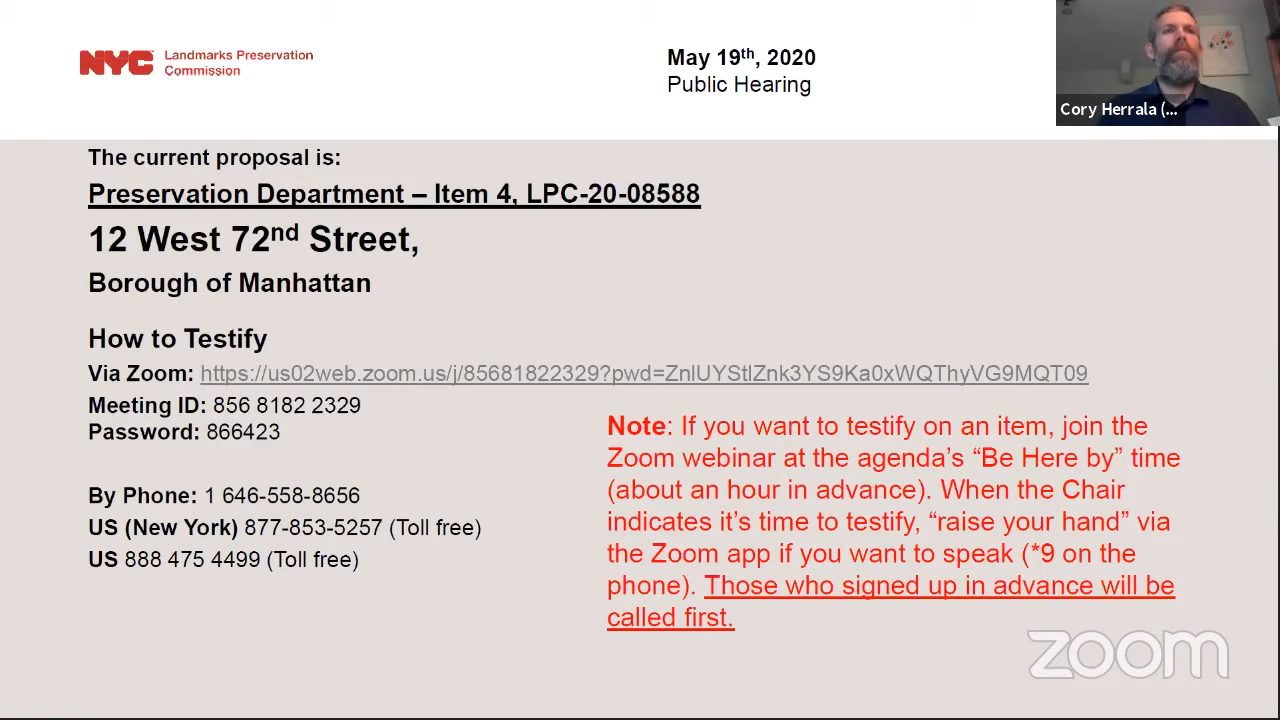 NYC Landmarks Preservation
Commission
May 19th, 2020
Public Hearing
Cory Herrala (...
The current proposal is:
Preservation Department – Item 4, LPC-20-08588
12 West 72nd Street,
Borough of Manhattan
How to Testify
Via Zoom: https://us02web.zoom.us/j/85681822329?pwd=ZnlUYStlZnk3YS9Ka0xWQThyVG9MQT09
Meeting ID: 856 8182 2329
Password: 866423
By Phone: 1 646-558-8656
US (New York) 877-853-5257 (Toll free)
US 888 475 4499 (Toll free)
Note: If you want to testify on an item, join the
Zoom webinar at the agenda’s “Be Here by” time
(about an hour in advance). When the Chair
indicates it’s time to testify, “raise your hand” via
the Zoom app if you want to speak (*9 on the
phone). Those who signed up in advance will be
called first.
zoom